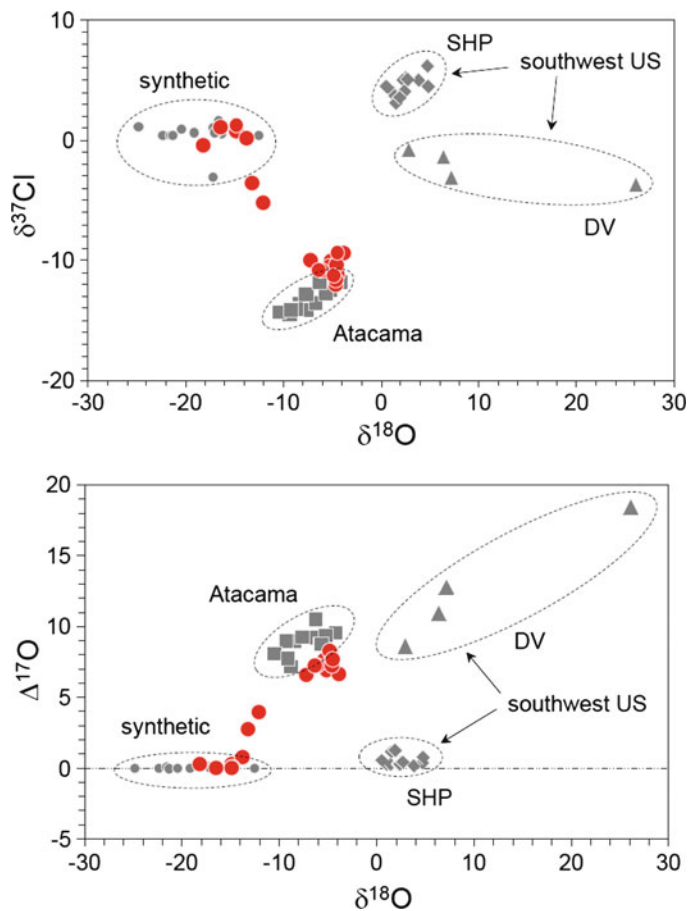 10
SHP
synthetic
southwest US
0
δ³⁷Cl
DV
-10
Atacama
-20
-30 -20 -10 0 10 20 30
δ¹⁸O
20
15
Atacama
10
DV
Δ¹⁷O
5
synthetic
southwest US
0
SHP
-5
-30 -20 -10 0 10 20 30
δ¹⁸O